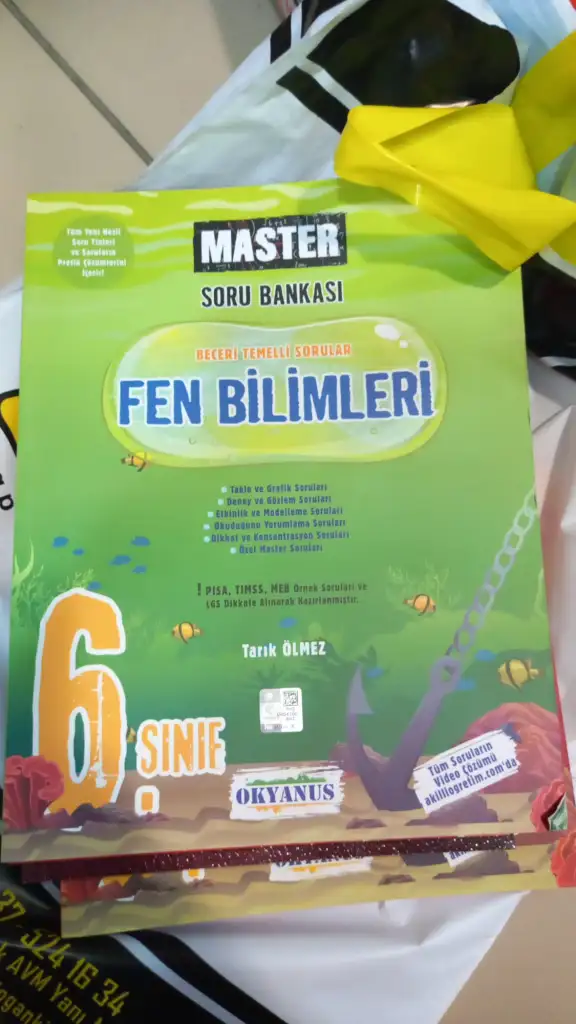 Tüm Yeni Nesil
Soru Tipleri
ve Soruların
Pratik Çözümlerini
İçerir!
MASTER
SORU BANKASI
BECERİ TEMELLİ SORULAR
FEN BİLİMLERİ
Tablo ve Grafik Soruları
Deney ve Gözlem Soruları
Etkinlik ve Modelleme Soruları
Okuduğunu Yorumlama Soruları
Dikkat ve Konsantrasyon Soruları
Özel Master Soruları
! PISA, TIMSS, MEB Örnek Soruları ve
LGS Dikkate Alınarak Hazırlanmıştır.
Tarık ÖLMEZ
6.
SINIF
OKYANUS
Tüm Soruların
Video Çözümü
akilliogretim.com'da
OKYANUS
524 16 34
AVM Yanı